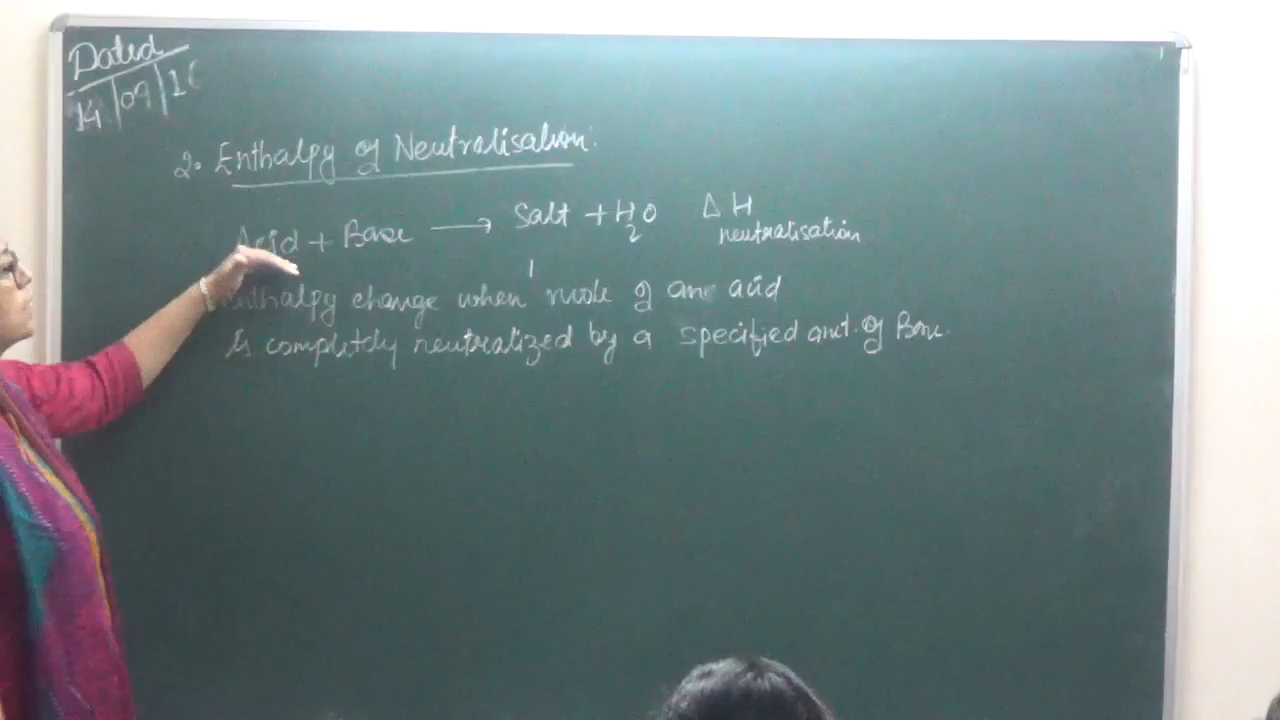 Dated
14/09/16
2. Enthalpy of Neutralisation:
Acid + Base → Salt + H2O ΔH neutralisation
Enthalpy change when 1 mole of an acid
is completely neutralized by a specified amt. of Base.